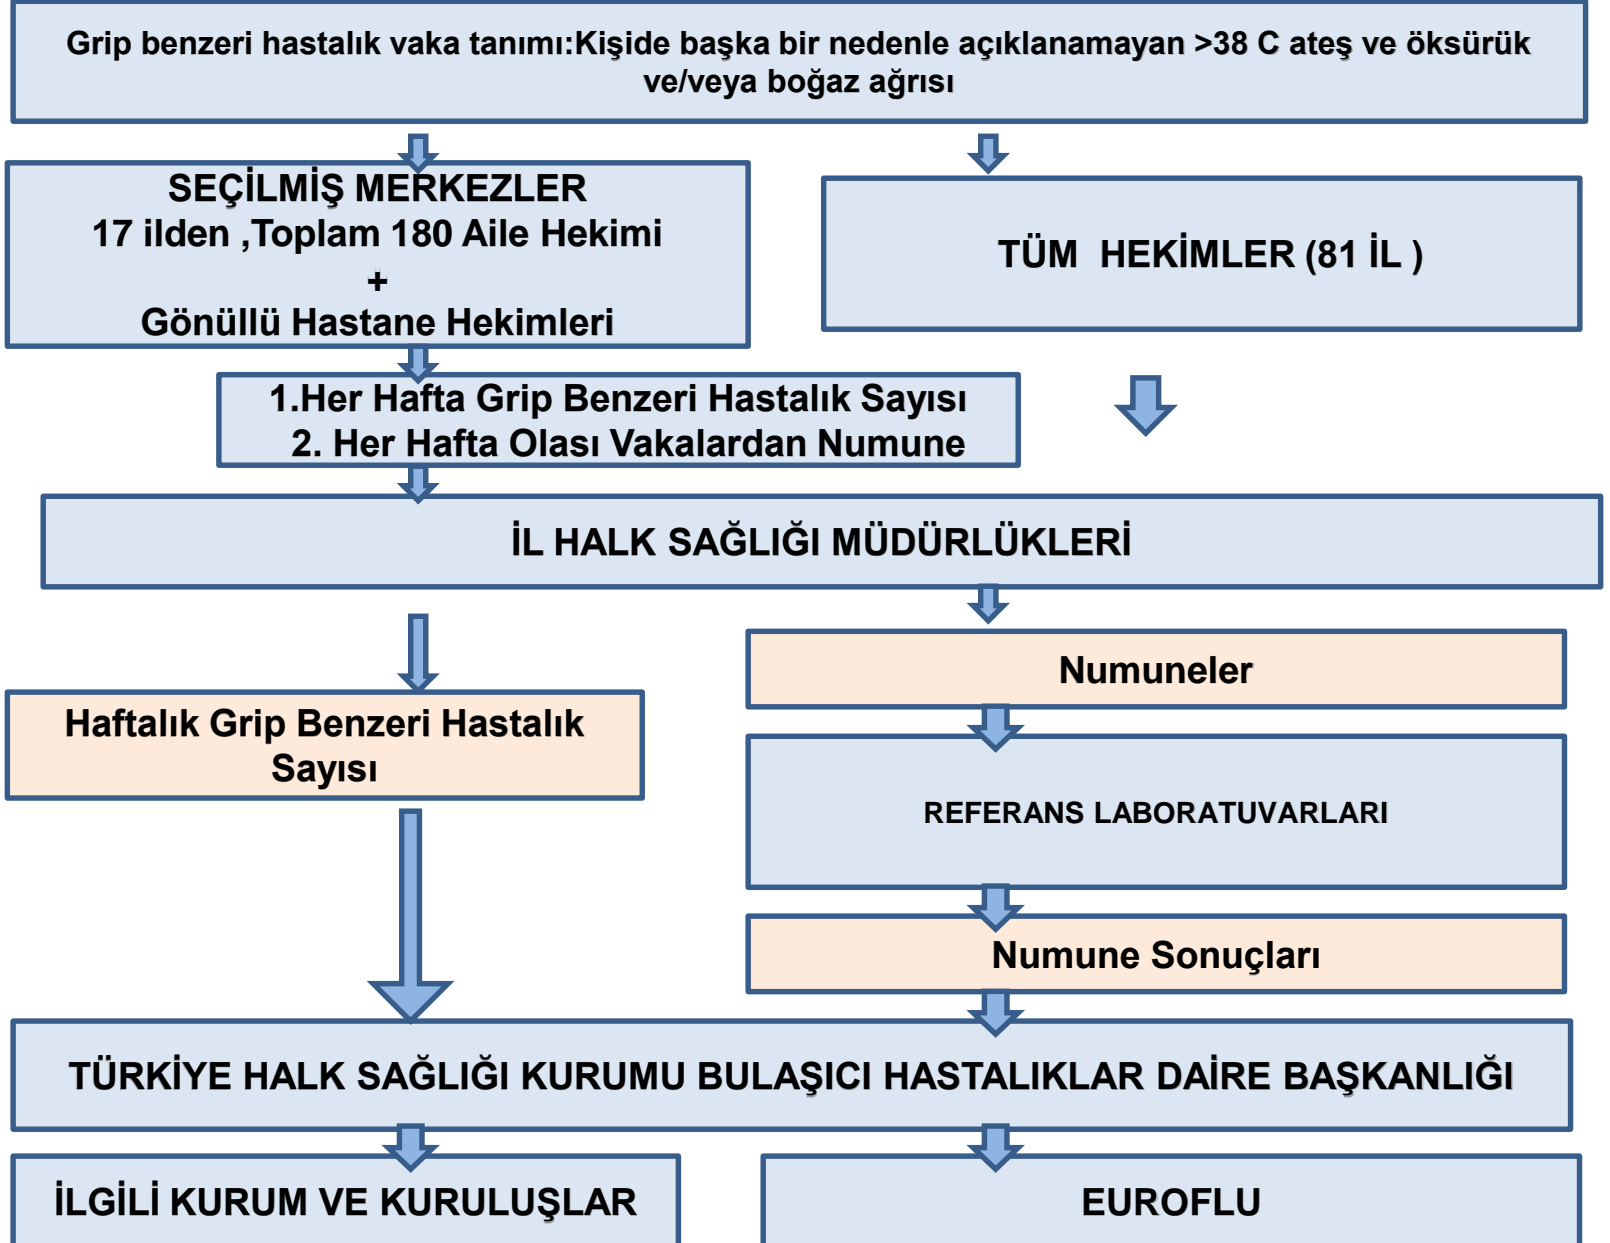 Grip benzeri hastalık vaka tanımı:Kişide başka bir nedenle açıklanamayan >38 C ateş ve öksürük
ve/veya boğaz ağrısı
SEÇİLMİŞ MERKEZLER
17 ilden ,Toplam 180 Aile Hekimi
+
Gönüllü Hastane Hekimleri
TÜM HEKİMLER (81 İL )
1.Her Hafta Grip Benzeri Hastalık Sayısı
2. Her Hafta Olası Vakalardan Numune
İL HALK SAĞLIĞI MÜDÜRLÜKLERİ
Haftalık Grip Benzeri Hastalık
Sayısı
Numuneler
REFERANS LABORATUVARLARI
Numune Sonuçları
TÜRKİYE HALK SAĞLIĞI KURUMU BULAŞICI HASTALIKLAR DAİRE BAŞKANLIĞI
İLGİLİ KURUM VE KURULUŞLAR
EUROFLU